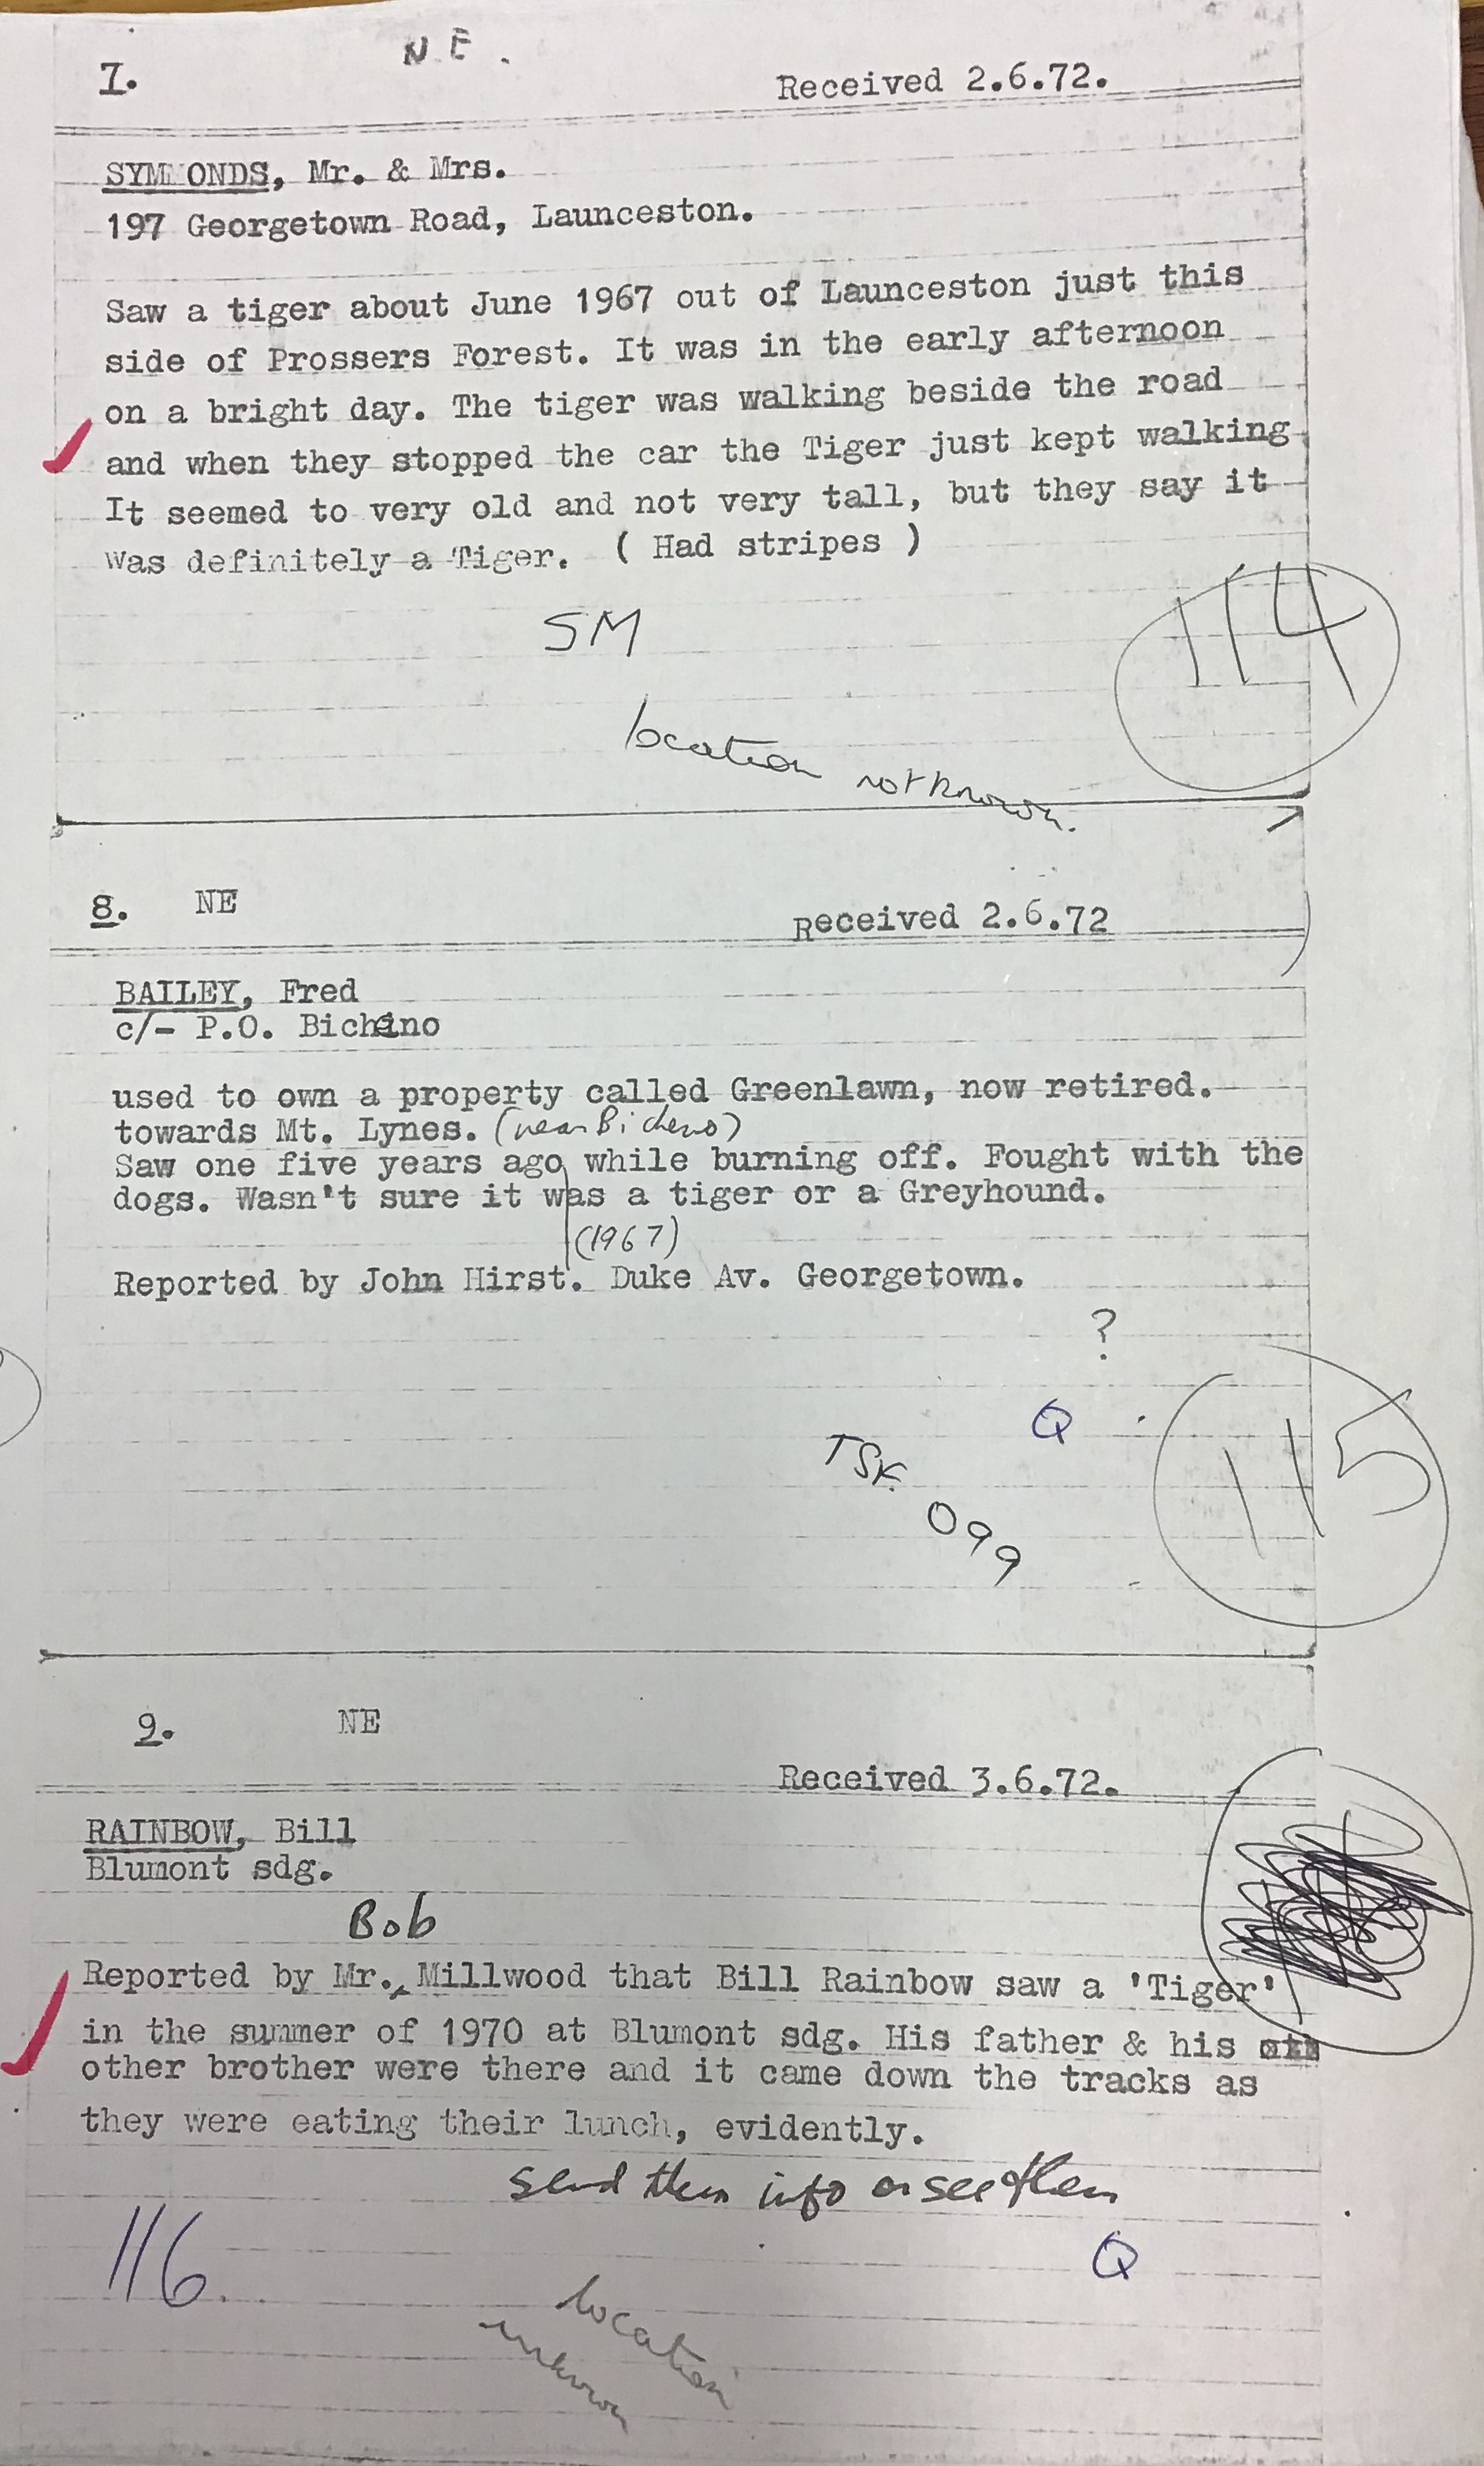 7.
N.E.
Received 2.6.72.
SYMMONDS, Mr. & Mrs.
197 Georgetown Road, Launceston.
Saw a tiger about June 1967 out of Launceston just this
side of Prossers Forest. It was in the early afternoon
on a bright day. The tiger was walking beside the road
and when they stopped the car the Tiger just kept walking
It seemed to very old and not very tall, but they say it
was definitely a Tiger. ( Had stripes )
SM
114
location not known.
8. NE
Received 2.6.72
BAILEY, Fred
c/- P.O. Bicheno
used to own a property called Greenlawn, now retired.
towards Mt. Lynes. (near Bicheno)
Saw one five years ago while burning off. Fought with the
dogs. Wasn't sure it was a tiger or a Greyhound.
(1967)
Reported by John Hirst. Duke Av. Georgetown.
?
Q
TSK.
099
115
9. NE
Received 3.6.72.
RAINBOW, Bill
Blumont sdg.
Bob
Reported by Mr. Millwood that Bill Rainbow saw a 'Tiger'
in the summer of 1970 at Blumont sdg. His father & his
other brother were there and it came down the tracks as
they were eating their lunch, evidently.
send them info or see them
116.
Q
location
unknown